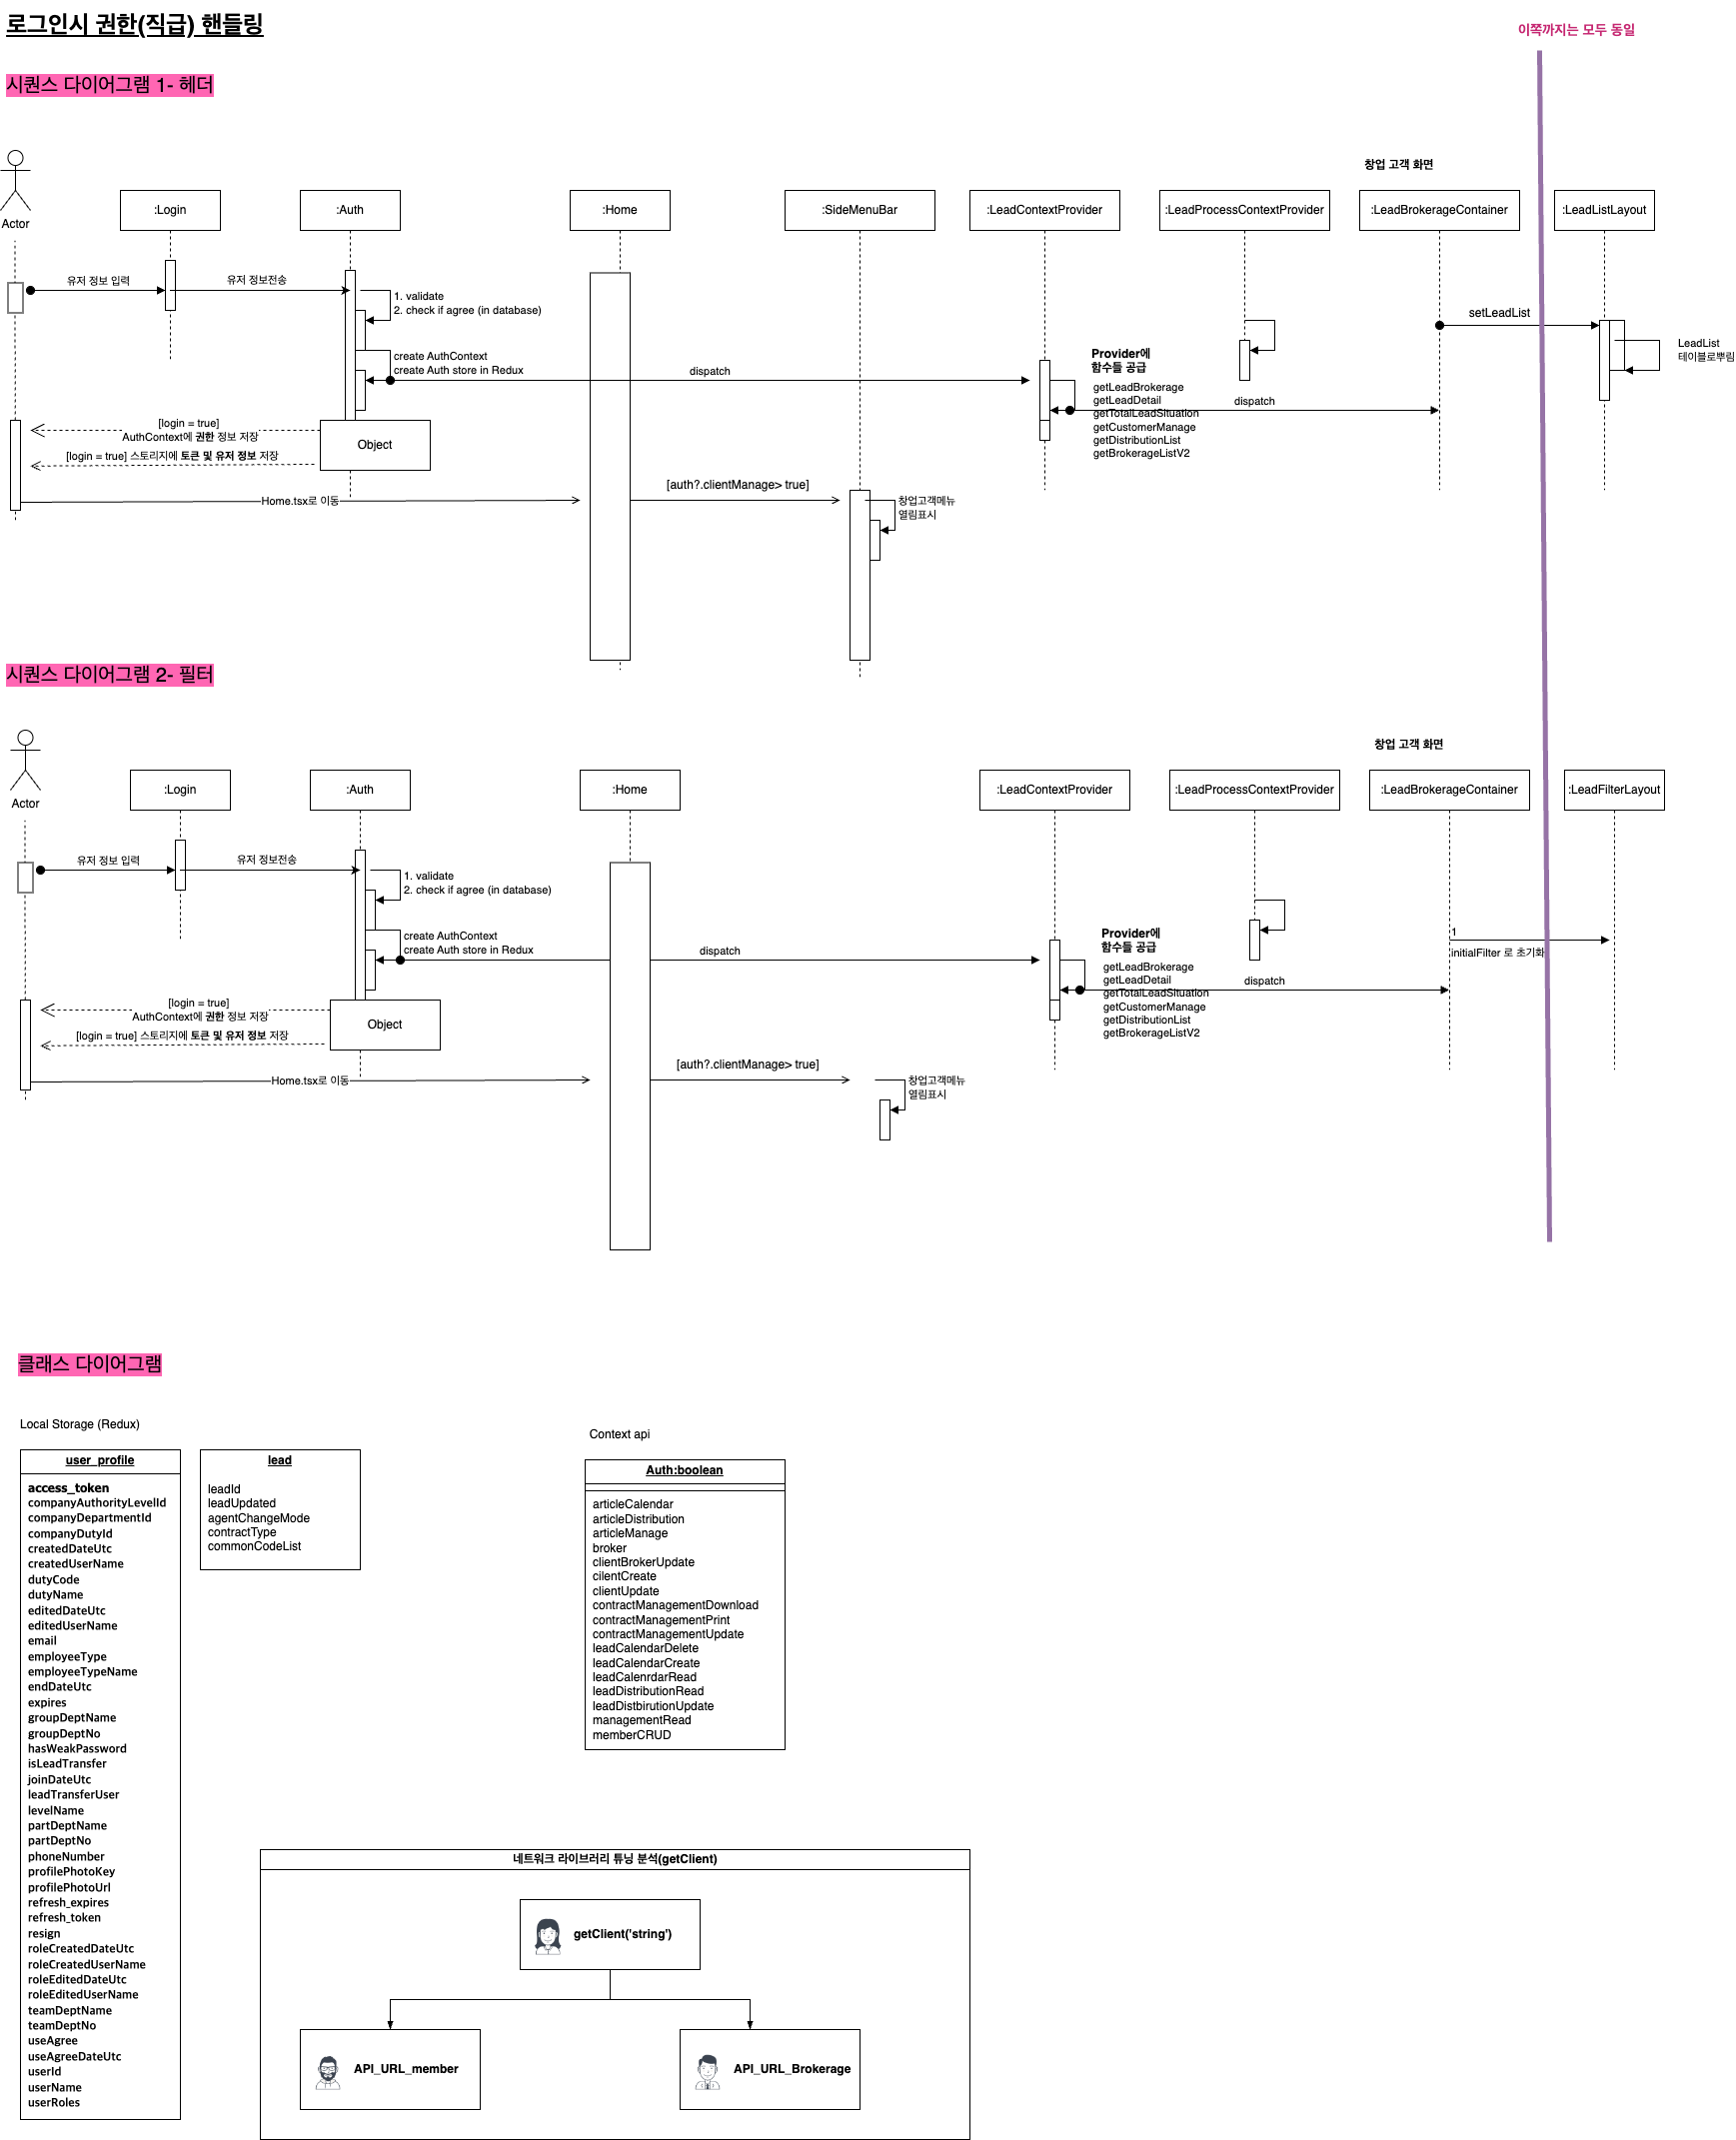 로그인시 권한(직급) 핸들링
이쪽까지는 모두 동일
시퀀스 다이어그램 1- 헤더
창업 고객 화면
Actor
:Login
:Auth
:Home
:SideMenuBar
:LeadContextProvider
:LeadProcessContextProvider
:LeadBrokerageContainer
:LeadListLayout
유저 정보 입력
유저 정보전송
1. validate
2. check if agree (in database)
create AuthContext
create Auth store in Redux
dispatch
Provider에
함수들 공급
getLeadBrokerage
getLeadDetail
getTotalLeadSituation
getCustomerManage
getDistributionList
getBrokerageListV2
dispatch
setLeadList
LeadList
테이블로뿌림
[login = true]
AuthContext에 권한 정보 저장
[login = true] 스토리지에 토큰 및 유저 정보 저장
Object
Home.tsx로 이동
[auth?.clientManage> true]
창업고객메뉴
열림표시
시퀀스 다이어그램 2- 필터
창업 고객 화면
Actor
:Login
:Auth
:Home
:LeadContextProvider
:LeadProcessContextProvider
:LeadBrokerageContainer
:LeadFilterLayout
유저 정보 입력
유저 정보전송
1. validate
2. check if agree (in database)
create AuthContext
create Auth store in Redux
dispatch
Provider에
함수들 공급
getLeadBrokerage
getLeadDetail
getTotalLeadSituation
getCustomerManage
getDistributionList
getBrokerageListV2
dispatch
1
initialFilter 로 초기화
[login = true]
AuthContext에 권한 정보 저장
[login = true] 스토리지에 토큰 및 유저 정보 저장
Object
Home.tsx로 이동
[auth?.clientManage> true]
창업고객메뉴
열림표시
클래스 다이어그램
Local Storage (Redux)
user_profile
access_token
companyAuthorityLevelId
companyDepartmentId
companyDutyId
createdDateUtc
createdUserName
dutyCode
dutyName
editedDateUtc
editedUserName
email
employeeType
employeeTypeName
endDateUtc
expires
groupDeptName
groupDeptNo
hasWeakPassword
isLeadTransfer
joinDateUtc
leadTransferUser
levelName
partDeptName
partDeptNo
phoneNumber
profilePhotoKey
profilePhotoUrl
refresh_expires
refresh_token
resign
roleCreatedDateUtc
roleCreatedUserName
roleEditedDateUtc
roleEditedUserName
teamDeptName
teamDeptNo
useAgree
useAgreeDateUtc
userId
userName
userRoles
lead
leadId
leadUpdated
agentChangeMode
contractType
commonCodeList
Context api
Auth:boolean
articleCalendar
articleDistribution
articleManage
broker
clientBrokerUpdate
cilentCreate
clientUpdate
contractManagementDownload
contractManagementPrint
contractManagementUpdate
leadCalendarDelete
leadCalendarCreate
leadCalenrdarRead
leadDistributionRead
leadDistbirutionUpdate
managementRead
memberCRUD
네트워크 라이브러리 튜닝 분석(getClient)
getClient('string')
API_URL_member
API_URL_Brokerage